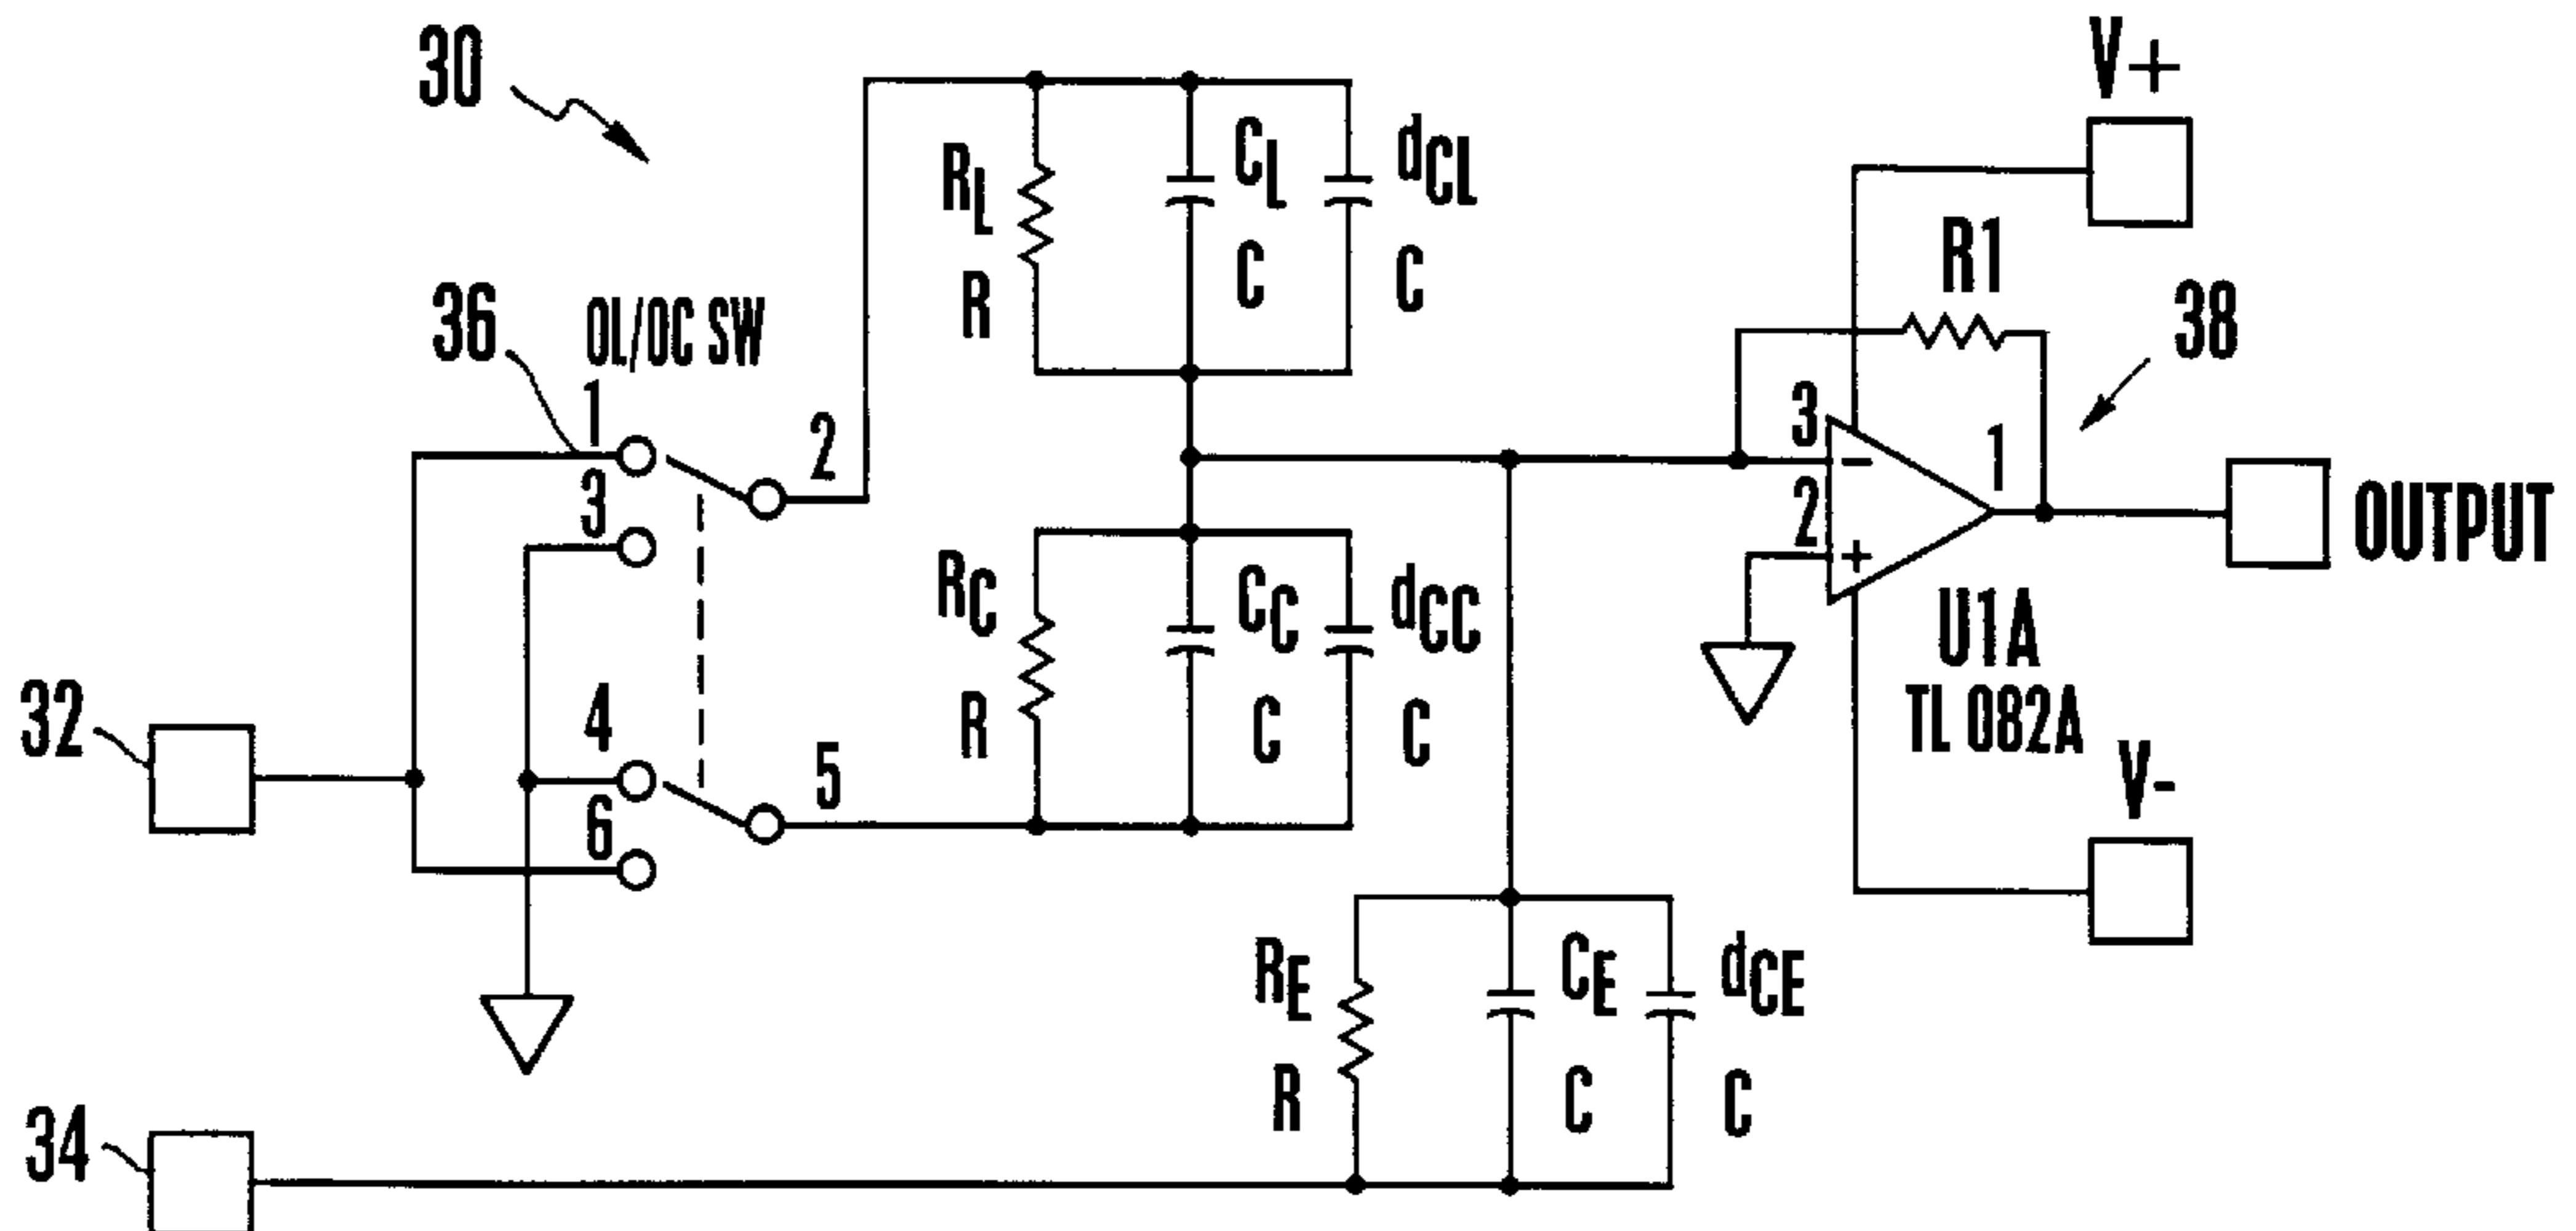 30
V+
R_L
R
C_L
C
d_CL
C
R1
38
36
OL/OC SW
1
2
3
4
5
6
3
2
1
OUTPUT
U1A
TL 082A
V-
R_C
R
C_C
C
d_CC
C
32
R_E
R
C_E
C
d_CE
C
34